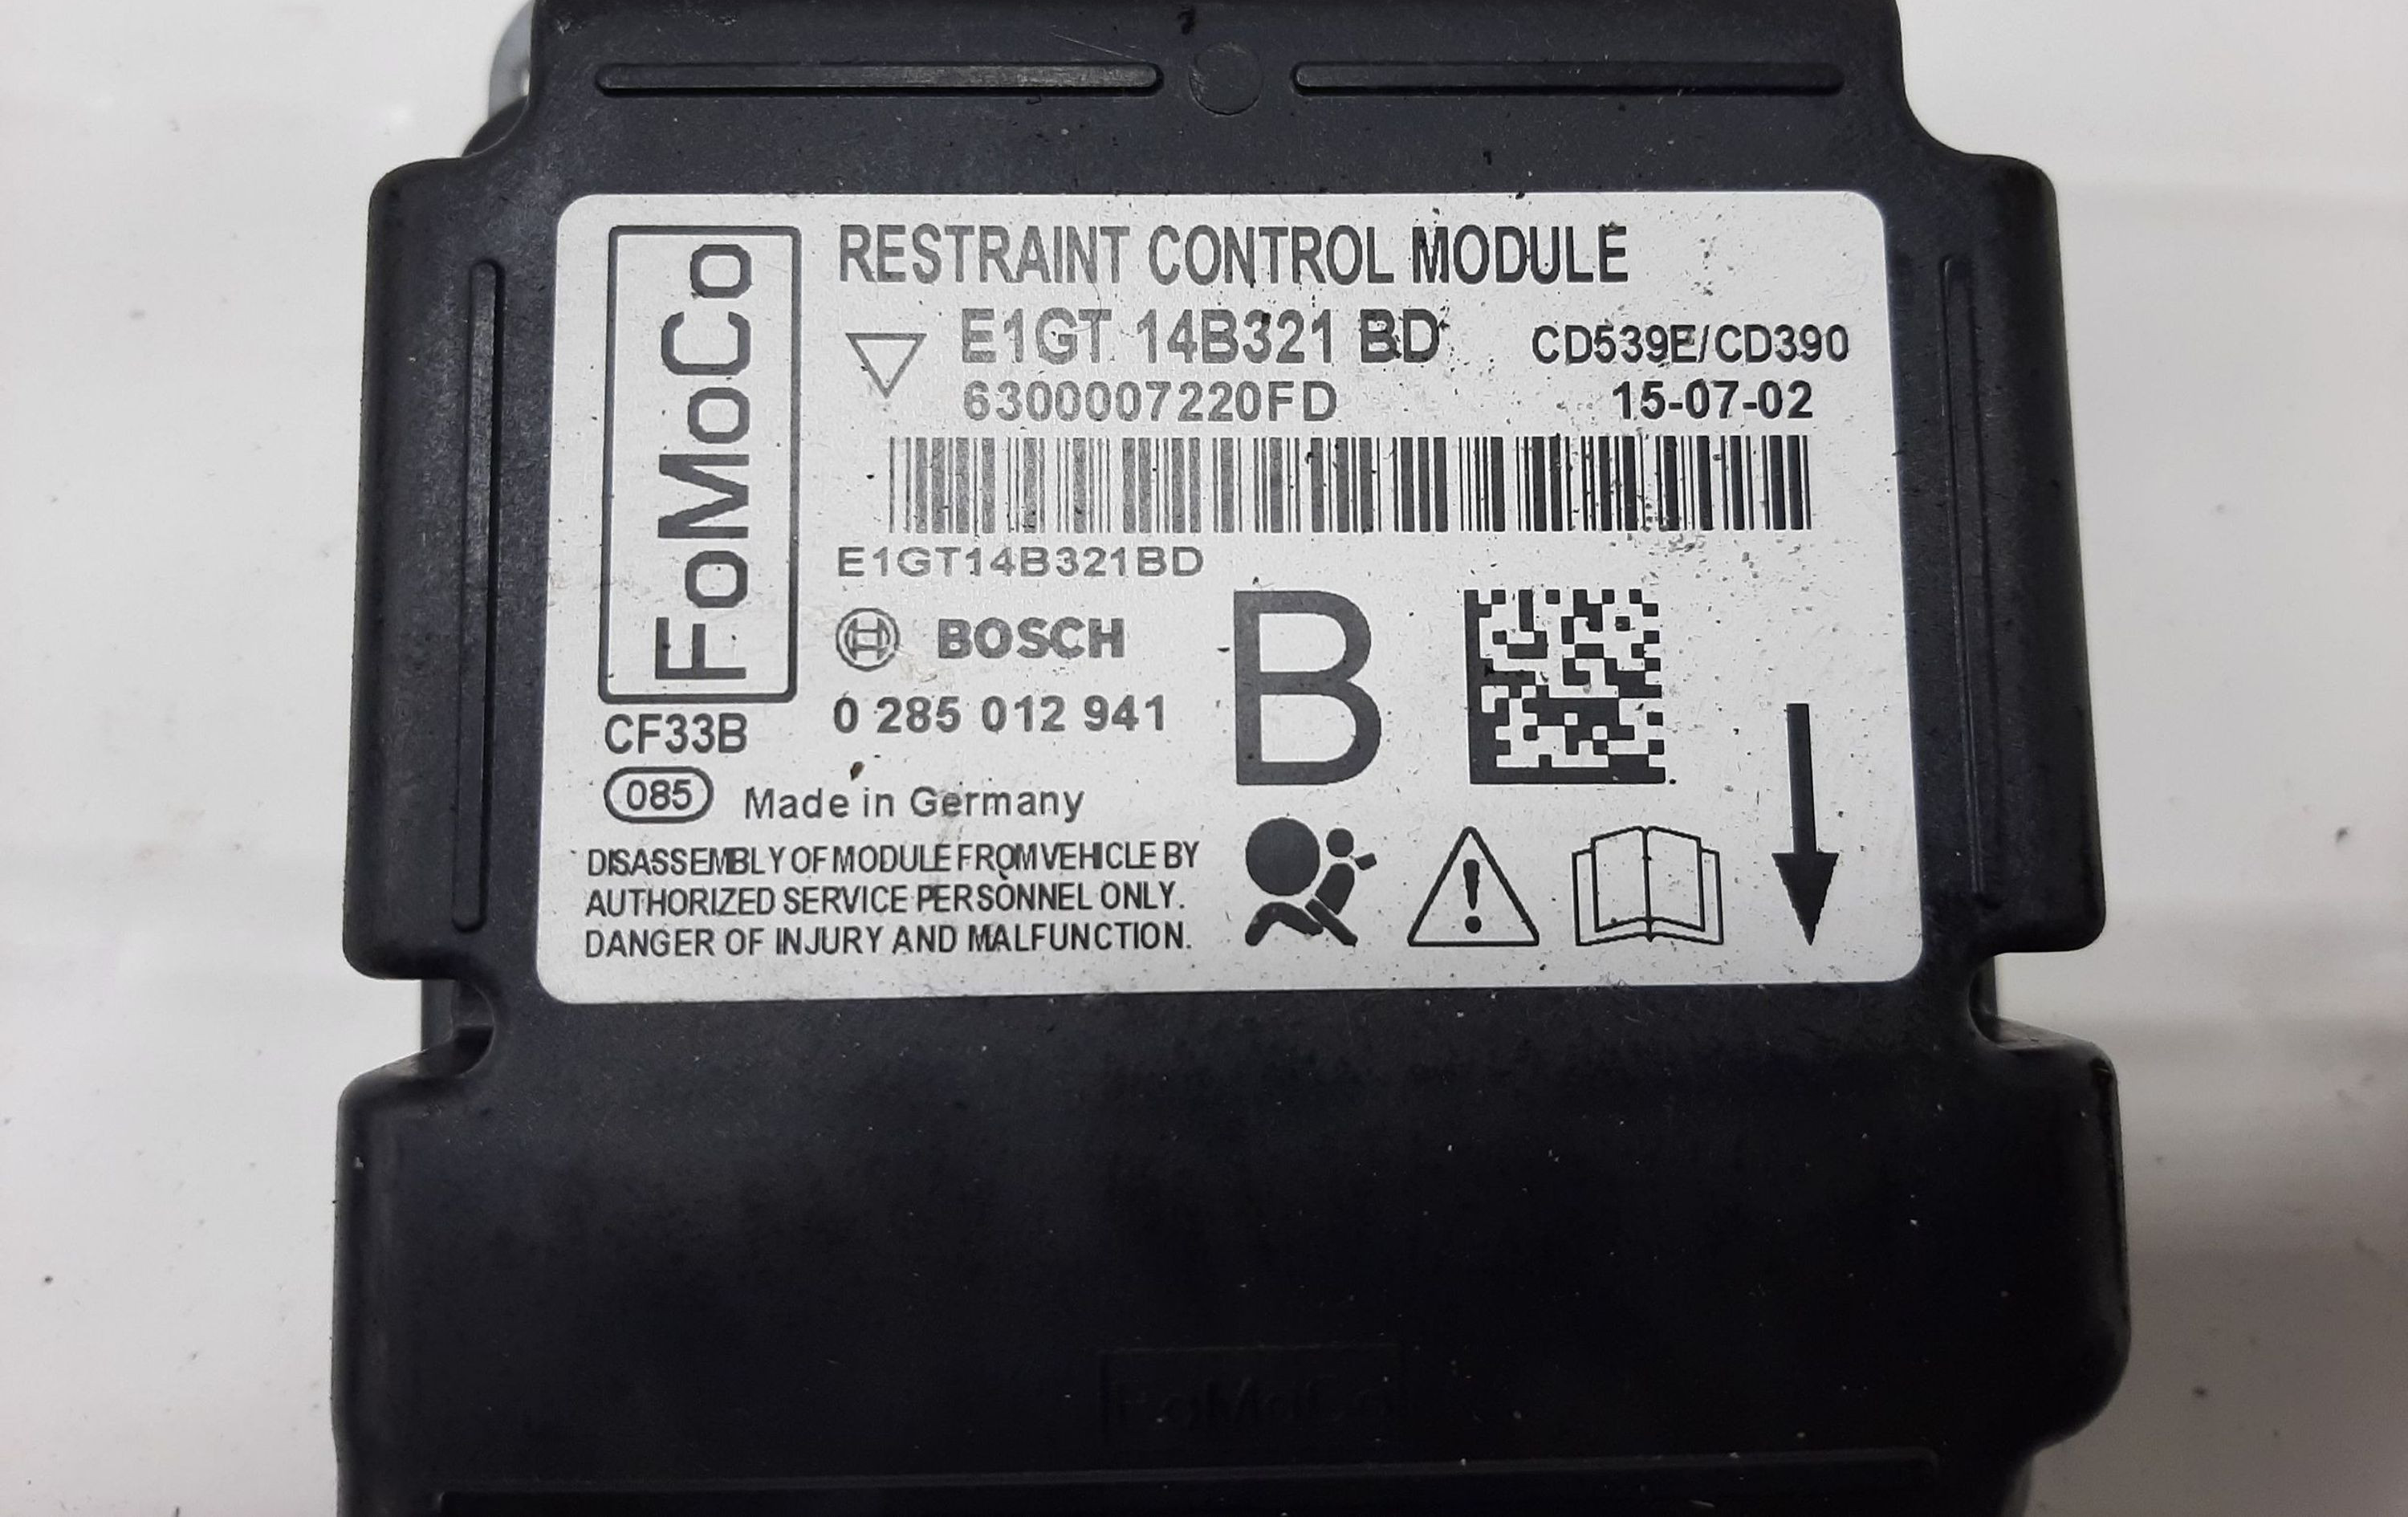 FoMoCo
RESTRAINT CONTROL MODULE
E1GT 14B321 BD
CD539E/CD390
6300007220FD
15-07-02
E1GT14B321BD
BOSCH
B
0 285 012 941
CF33B
085
Made in Germany
DISASSEMBLY OF MODULE FROM VEHICLE BY
AUTHORIZED SERVICE PERSONNEL ONLY.
DANGER OF INJURY AND MALFUNCTION.
FoMoCo